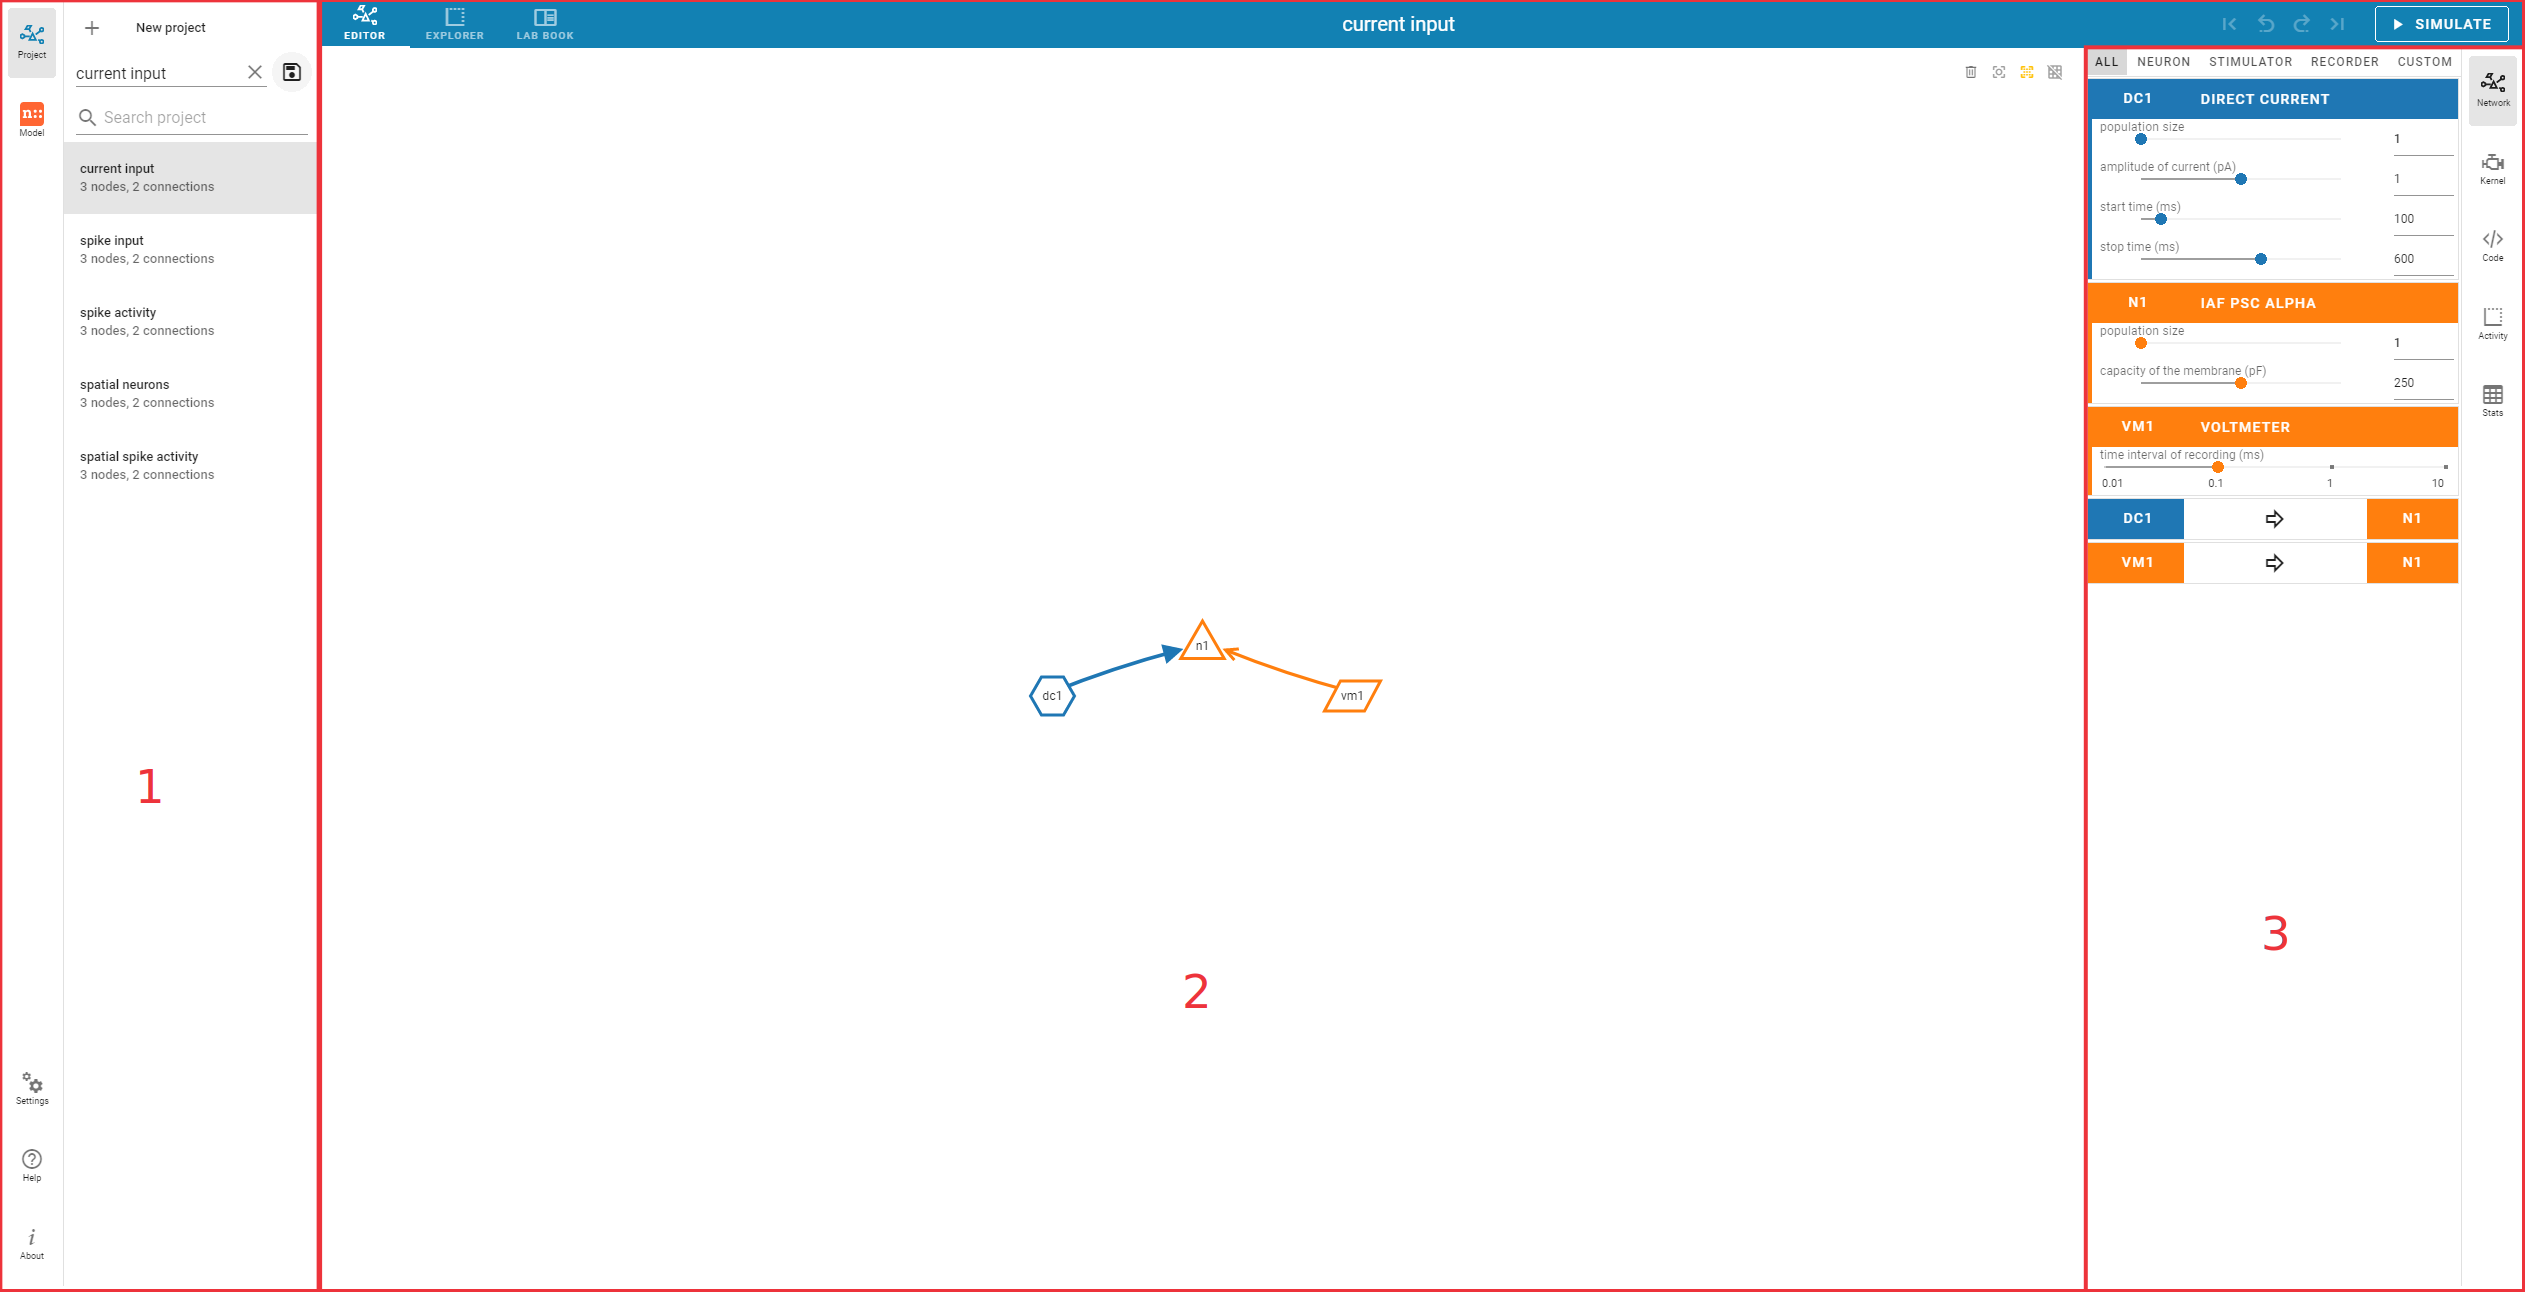 Project
Model
Settings
Help
About
New project
current input
Search project
current input
3 nodes, 2 connections
spike input
3 nodes, 2 connections
spike activity
3 nodes, 2 connections
spatial neurons
3 nodes, 2 connections
spatial spike activity
3 nodes, 2 connections
1
EDITOR
EXPLORER
LAB BOOK
current input
SIMULATE
n1
dc1
vm1
2
ALL NEURON STIMULATOR RECORDER CUSTOM
DC1 DIRECT CURRENT
population size
1
amplitude of current (pA)
1
start time (ms)
100
stop time (ms)
600
N1 IAF PSC ALPHA
population size
1
capacity of the membrane (pF)
250
VM1 VOLTMETER
time interval of recording (ms)
0.01 0.1 1 10
DC1 N1
VM1 N1
3
Network
Kernel
Code
Activity
Stats